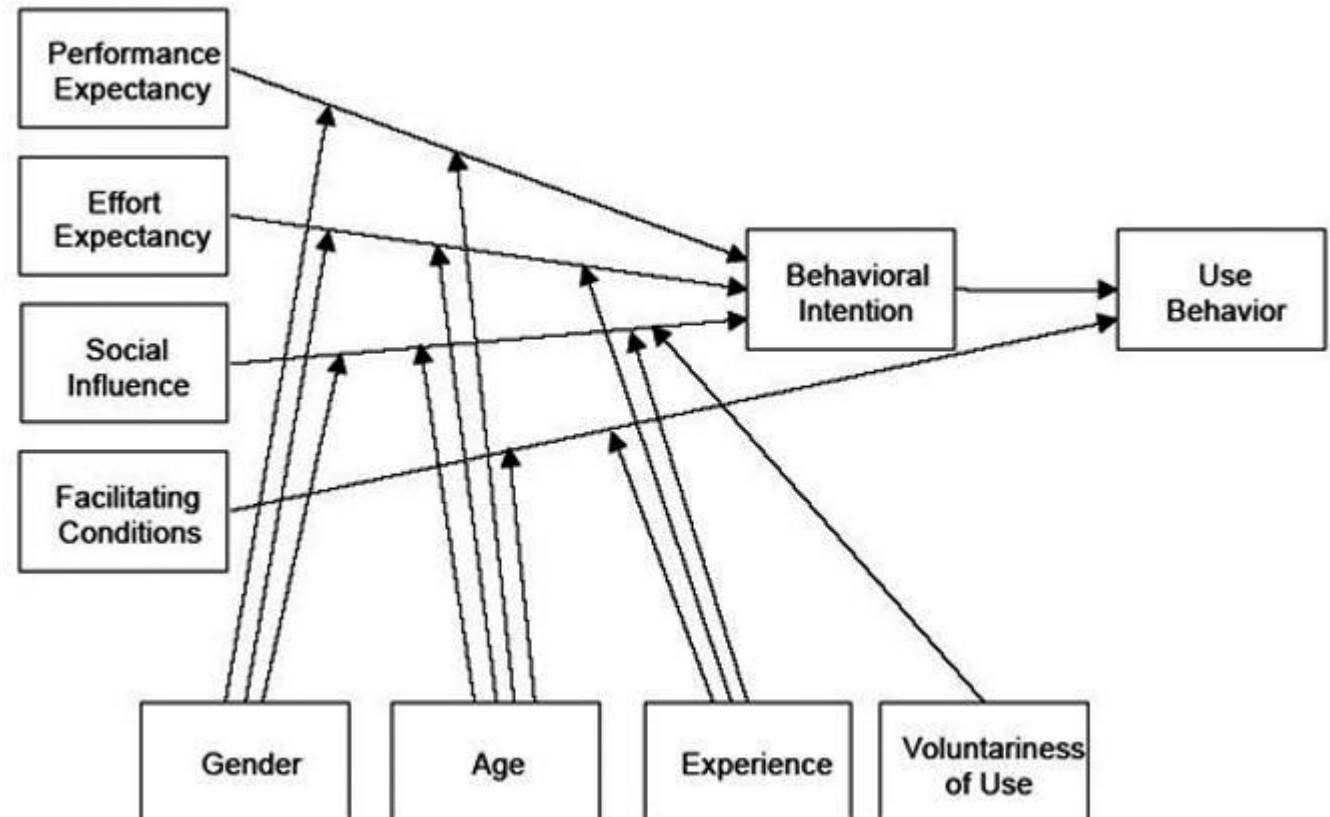 Performance
Expectancy
Effort
Expectancy
Social
Influence
Facilitating
Conditions
Behavioral
Intention
Use
Behavior
Gender
Age
Experience
Voluntariness
of Use